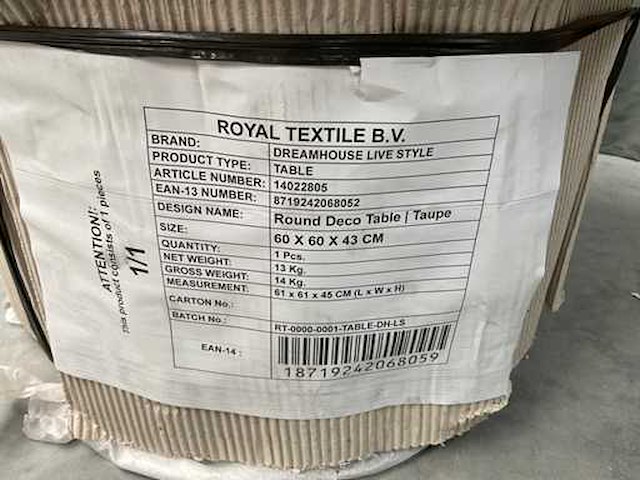 ROYAL TEXTILE B.V.
BRAND: DREAMHOUSE LIVE STYLE
PRODUCT TYPE: TABLE
ARTICLE NUMBER: 14022805
EAN-13 NUMBER: 8719242068052
DESIGN NAME: Round Deco Table | Taupe
SIZE: 60 X 60 X 43 CM
QUANTITY: 1 Pcs.
NET WEIGHT: 13 Kg.
GROSS WEIGHT: 14 Kg.
MEASUREMENT: 61 x 61 x 45 CM (L x W x H)
CARTON No.:
BATCH No.: RT-0000-0001-TABLE-DH-LS
EAN-14 :
18719242068059
ATTENTION!:
This product consists of 1 pieces
1/1